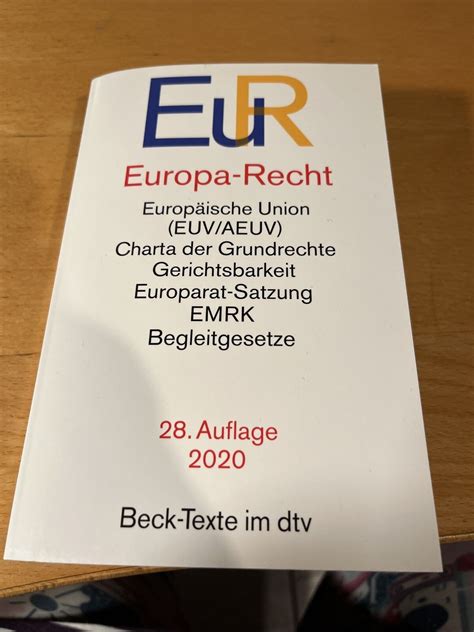 EuR
Europa-Recht
Europäische Union
(EUV/AEUV)
Charta der Grundrechte
Gerichtsbarkeit
Europarat-Satzung
EMRK
Begleitgesetze
28. Auflage
2020
Beck-Texte im dtv